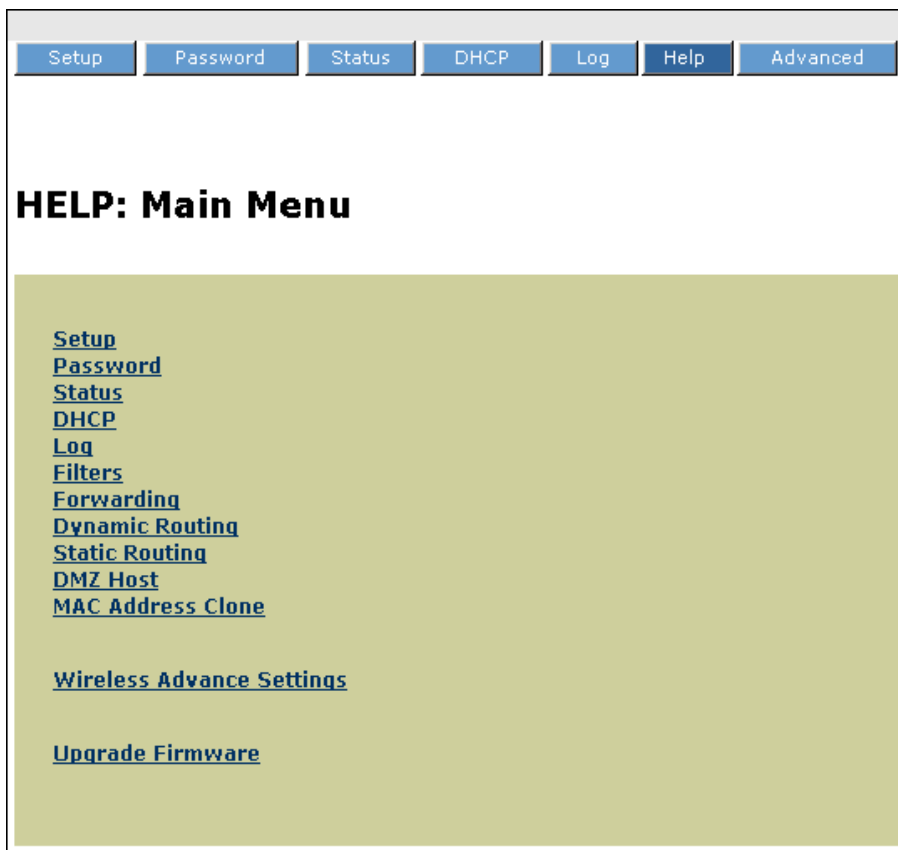 Setup Password Status DHCP Log Help Advanced
HELP: Main Menu
Setup
Password
Status
DHCP
Log
Filters
Forwarding
Dynamic Routing
Static Routing
DMZ Host
MAC Address Clone
Wireless Advance Settings
Upgrade Firmware